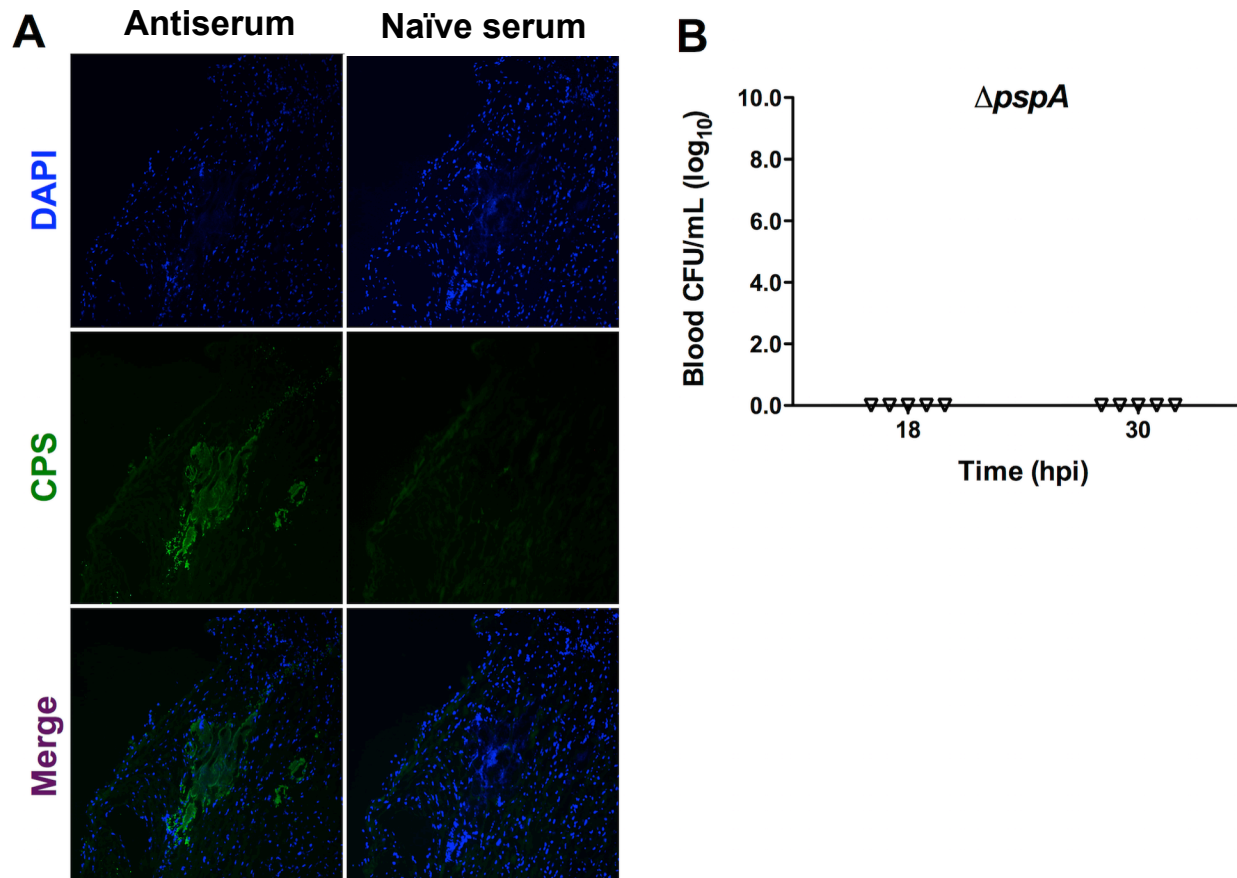 A
Antiserum
Naïve serum
DAPI
CPS
Merge
B
ΔpspA
Blood CFU/mL (log10)
10.0
8.0
6.0
4.0
2.0
0.0
18
30
Time (hpi)